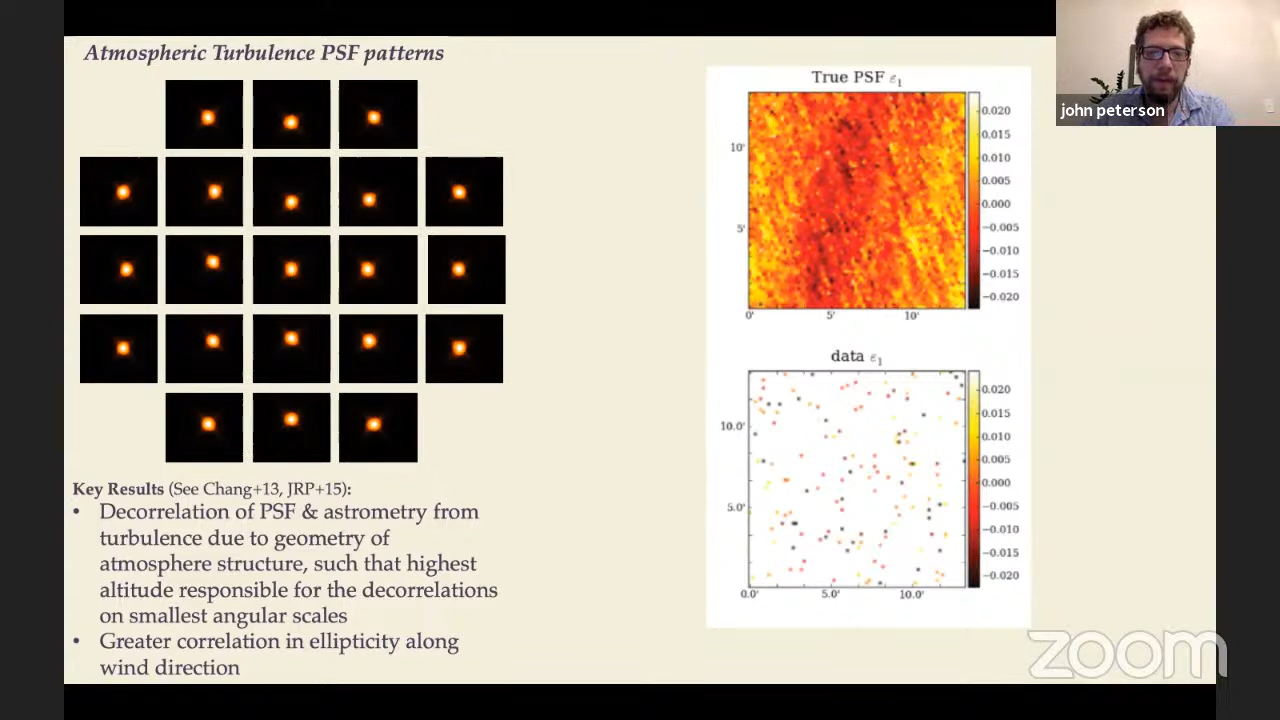 Atmospheric Turbulence PSF patterns
Key Results (See Chang+13, JRP+15):
• Decorrelation of PSF & astrometry from
turbulence due to geometry of
atmosphere structure, such that highest
altitude responsible for the decorrelations
on smallest angular scales
• Greater correlation in ellipticity along
wind direction
True PSF ε₁
10'
5'
0' 5' 10'
0.020
0.015
0.010
0.005
0.000
−0.005
−0.010
−0.015
−0.020
data ε₁
10.0'
5.0'
0.0' 5.0' 10.0'
0.020
0.015
0.010
0.005
0.000
−0.005
−0.010
−0.015
−0.020
john peterson
zoom